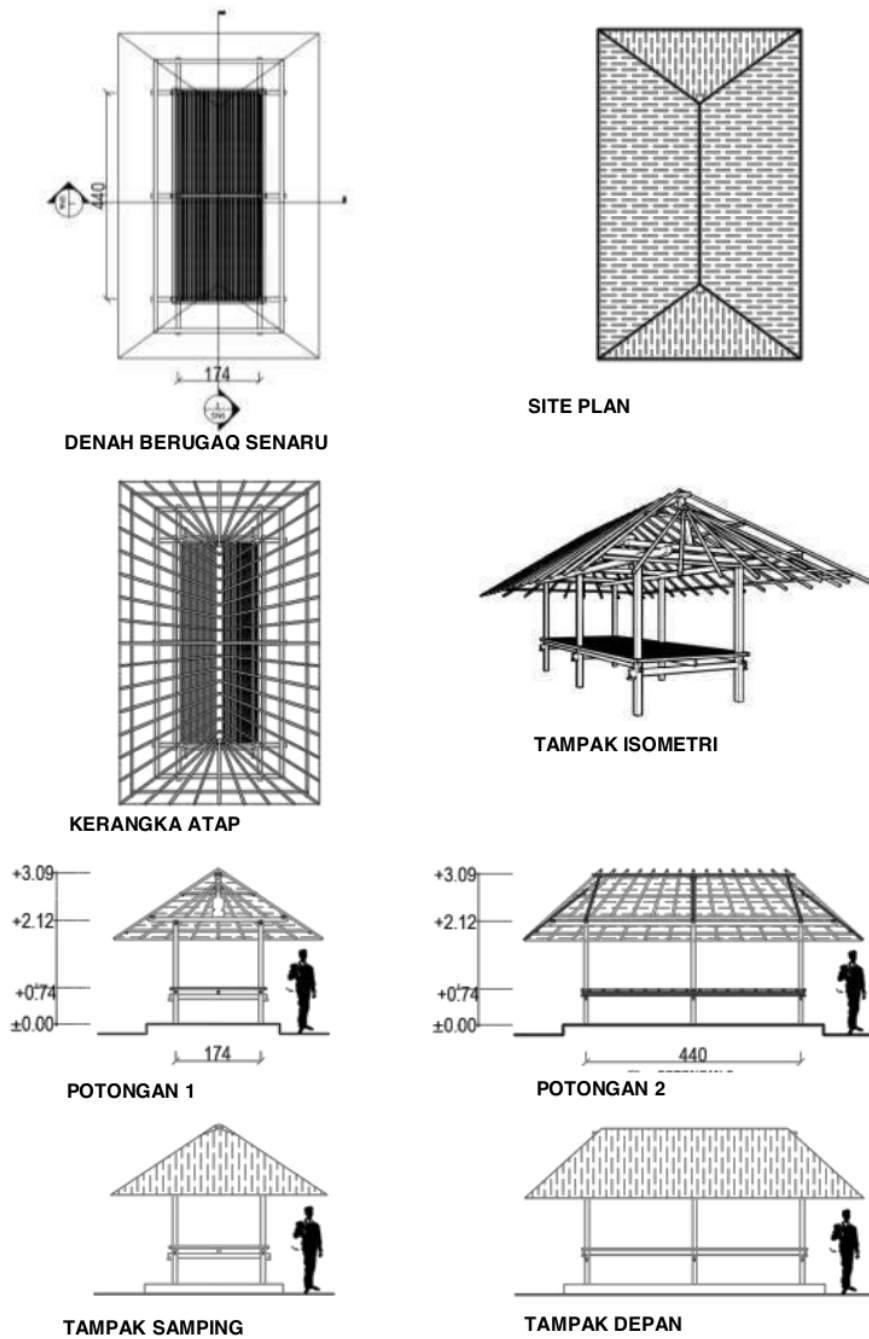 440
174
DENAH BERUGAQ SENARU
SITE PLAN
KERANGKA ATAP
TAMPAK ISOMETRI
+3.09
+2.12
+0.74
±0.00
174
POTONGAN 1
+3.09
+2.12
+0.74
±0.00
440
POTONGAN 2
TAMPAK SAMPING
TAMPAK DEPAN